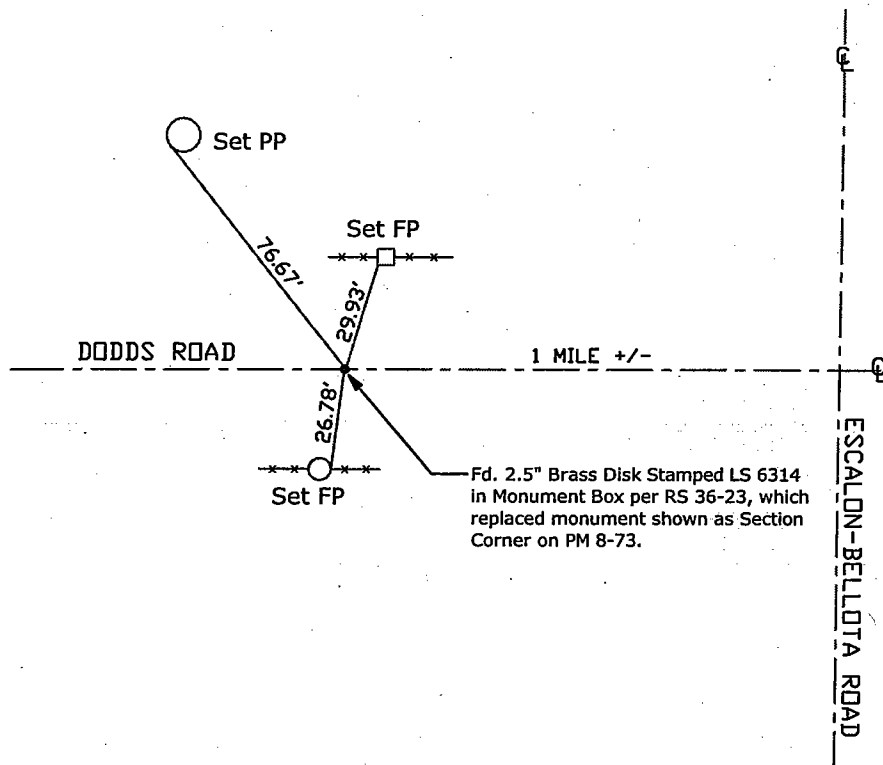 ℄
Set PP
Set FP
76.67'
29.93'
DODDS ROAD
1 MILE +/-
℄
26.78'
Set FP
Fd. 2.5" Brass Disk Stamped LS 6314
in Monument Box per RS 36-23, which
replaced monument shown as Section
Corner on PM 8-73.
ESCALON-BELLOTA ROAD